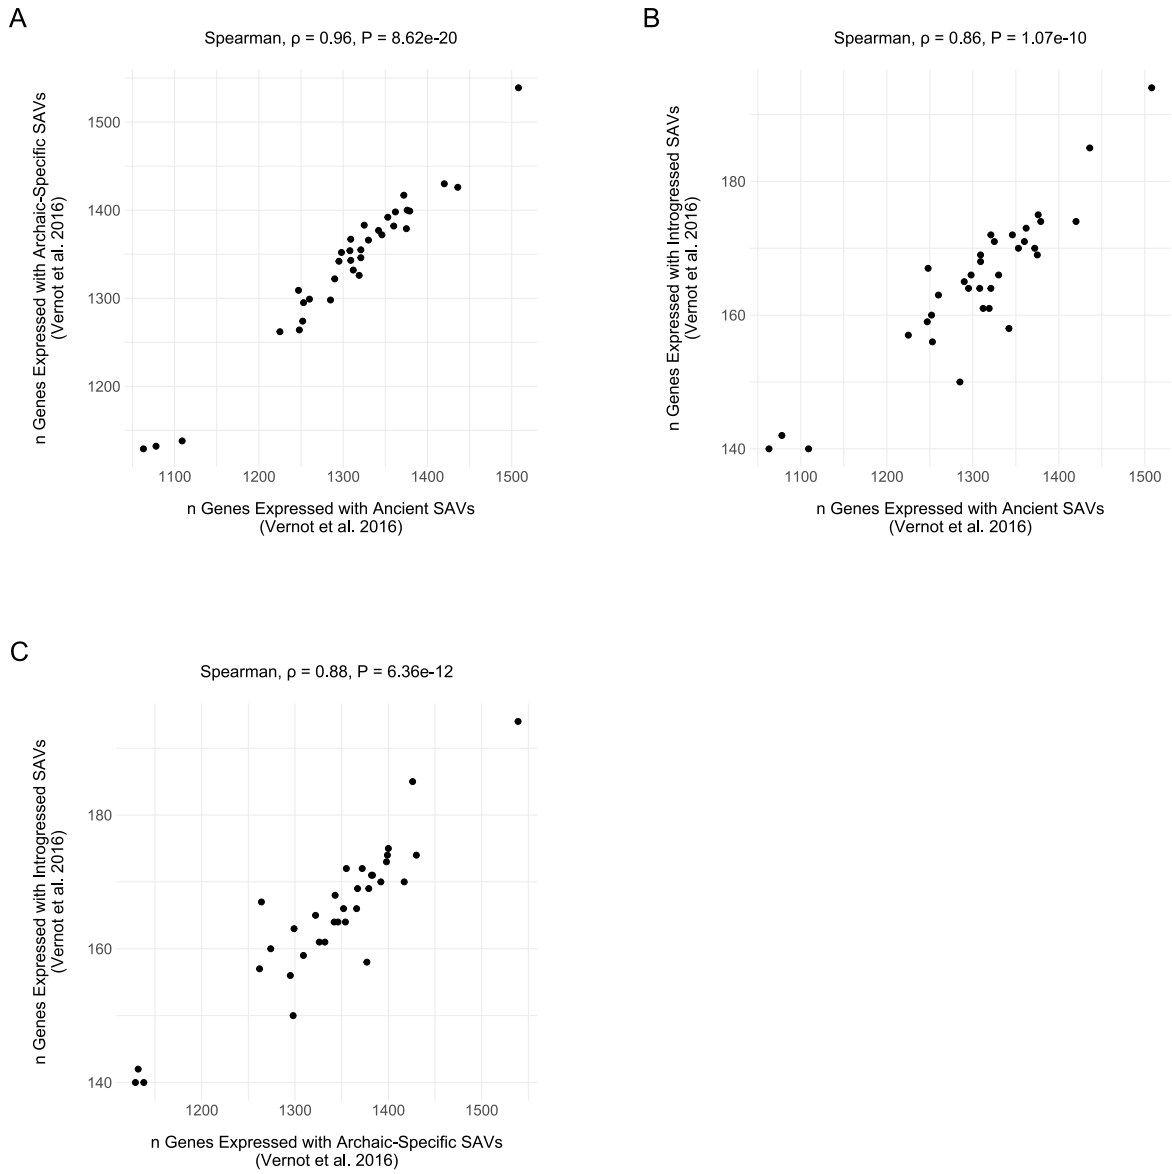 A
Spearman, ρ = 0.96, P = 8.62e-20
n Genes Expressed with Archaic-Specific SAVs
(Vernot et al. 2016)
1500
1400
1300
1200
1100 1200 1300 1400 1500
n Genes Expressed with Ancient SAVs
(Vernot et al. 2016)
B
Spearman, ρ = 0.86, P = 1.07e-10
n Genes Expressed with Introgressed SAVs
(Vernot et al. 2016)
180
160
140
1100 1200 1300 1400 1500
n Genes Expressed with Ancient SAVs
(Vernot et al. 2016)
C
Spearman, ρ = 0.88, P = 6.36e-12
n Genes Expressed with Introgressed SAVs
(Vernot et al. 2016)
180
160
140
1200 1300 1400 1500
n Genes Expressed with Archaic-Specific SAVs
(Vernot et al. 2016)